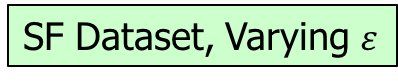 SF Dataset, Varying 𝜀